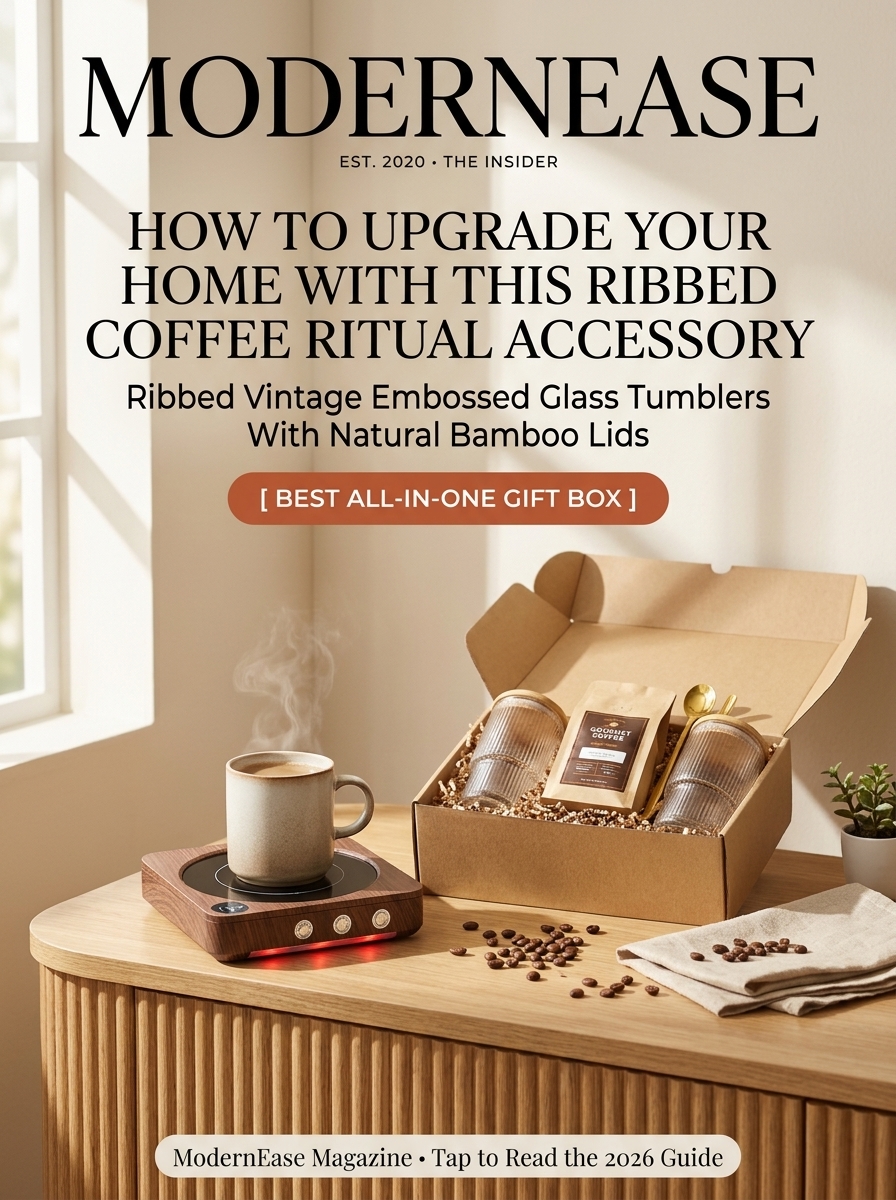 MODERNEASE
EST. 2020 • THE INSIDER
HOW TO UPGRADE YOUR
HOME WITH THIS RIBBED
COFFEE RITUAL ACCESSORY
Ribbed Vintage Embossed Glass Tumblers
With Natural Bamboo Lids
[ BEST ALL-IN-ONE GIFT BOX ]
GOURMET
COFFEE
ModernEase Magazine • Tap to Read the 2026 Guide